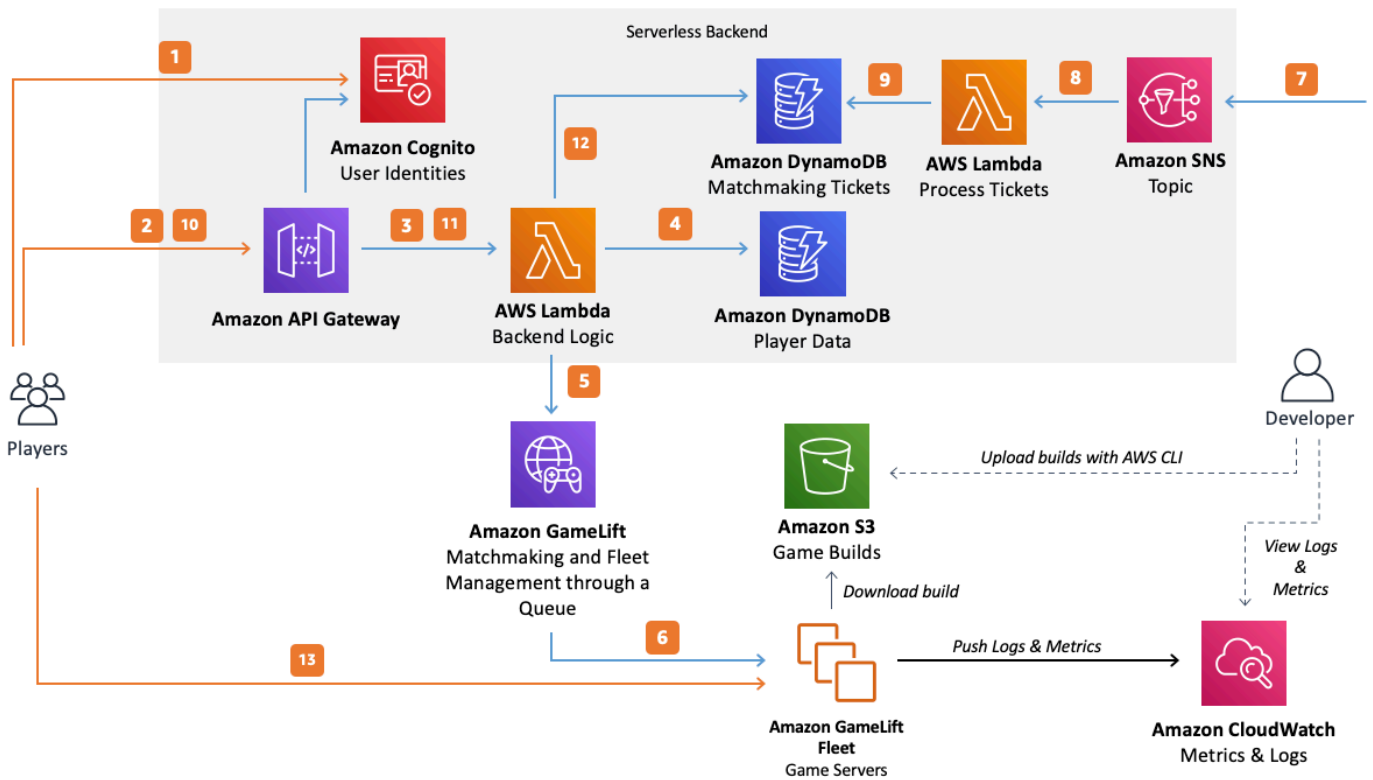 Serverless Backend
1
7
8
9
12
Amazon Cognito
User Identities
Amazon DynamoDB
Matchmaking Tickets
AWS Lambda
Process Tickets
Amazon SNS
Topic
2
10
3
11
4
Amazon API Gateway
AWS Lambda
Backend Logic
Amazon DynamoDB
Player Data
5
Players
Developer
Upload builds with AWS CLI
Amazon GameLift
Matchmaking and Fleet
Management through a
Queue
Amazon S3
Game Builds
View Logs
&
Metrics
Download build
6
13
Push Logs & Metrics
Amazon GameLift
Fleet
Game Servers
Amazon CloudWatch
Metrics & Logs